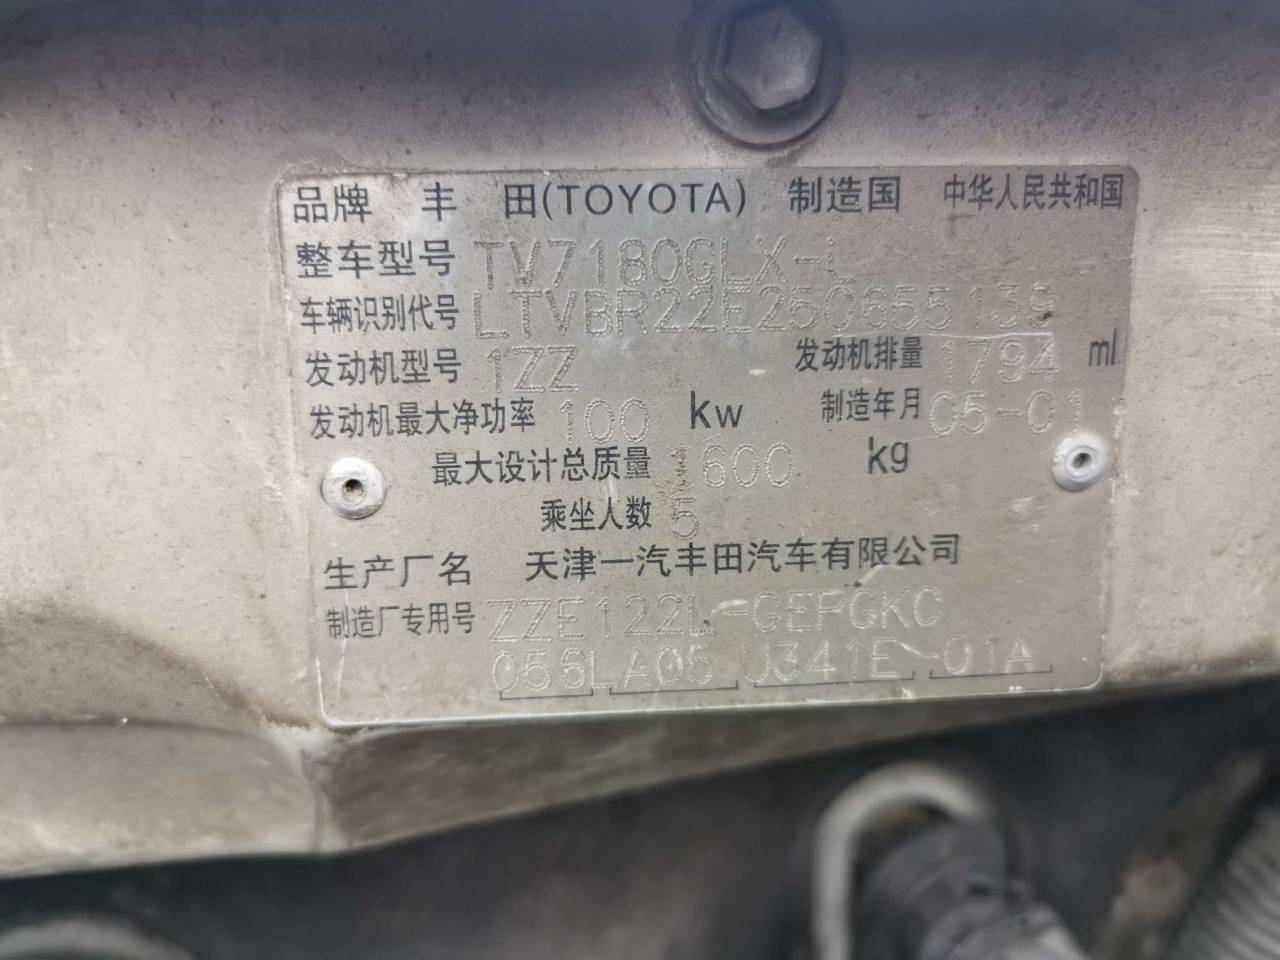 品牌 丰 田(TOYOTA) 制造国 中华人民共和国
整车型号 TV7180GLX-i
车辆识别代号 LTVBR22E250655139
发动机型号 1ZZ 发动机排量 1794 ml
发动机最大净功率 100 kw 制造年月 05-01
最大设计总质量 1600 kg
乘坐人数 5
生产厂名 天津一汽丰田汽车有限公司
制造厂专用号 ZZE122L-GEPGKC
056LA05 U341E-01A